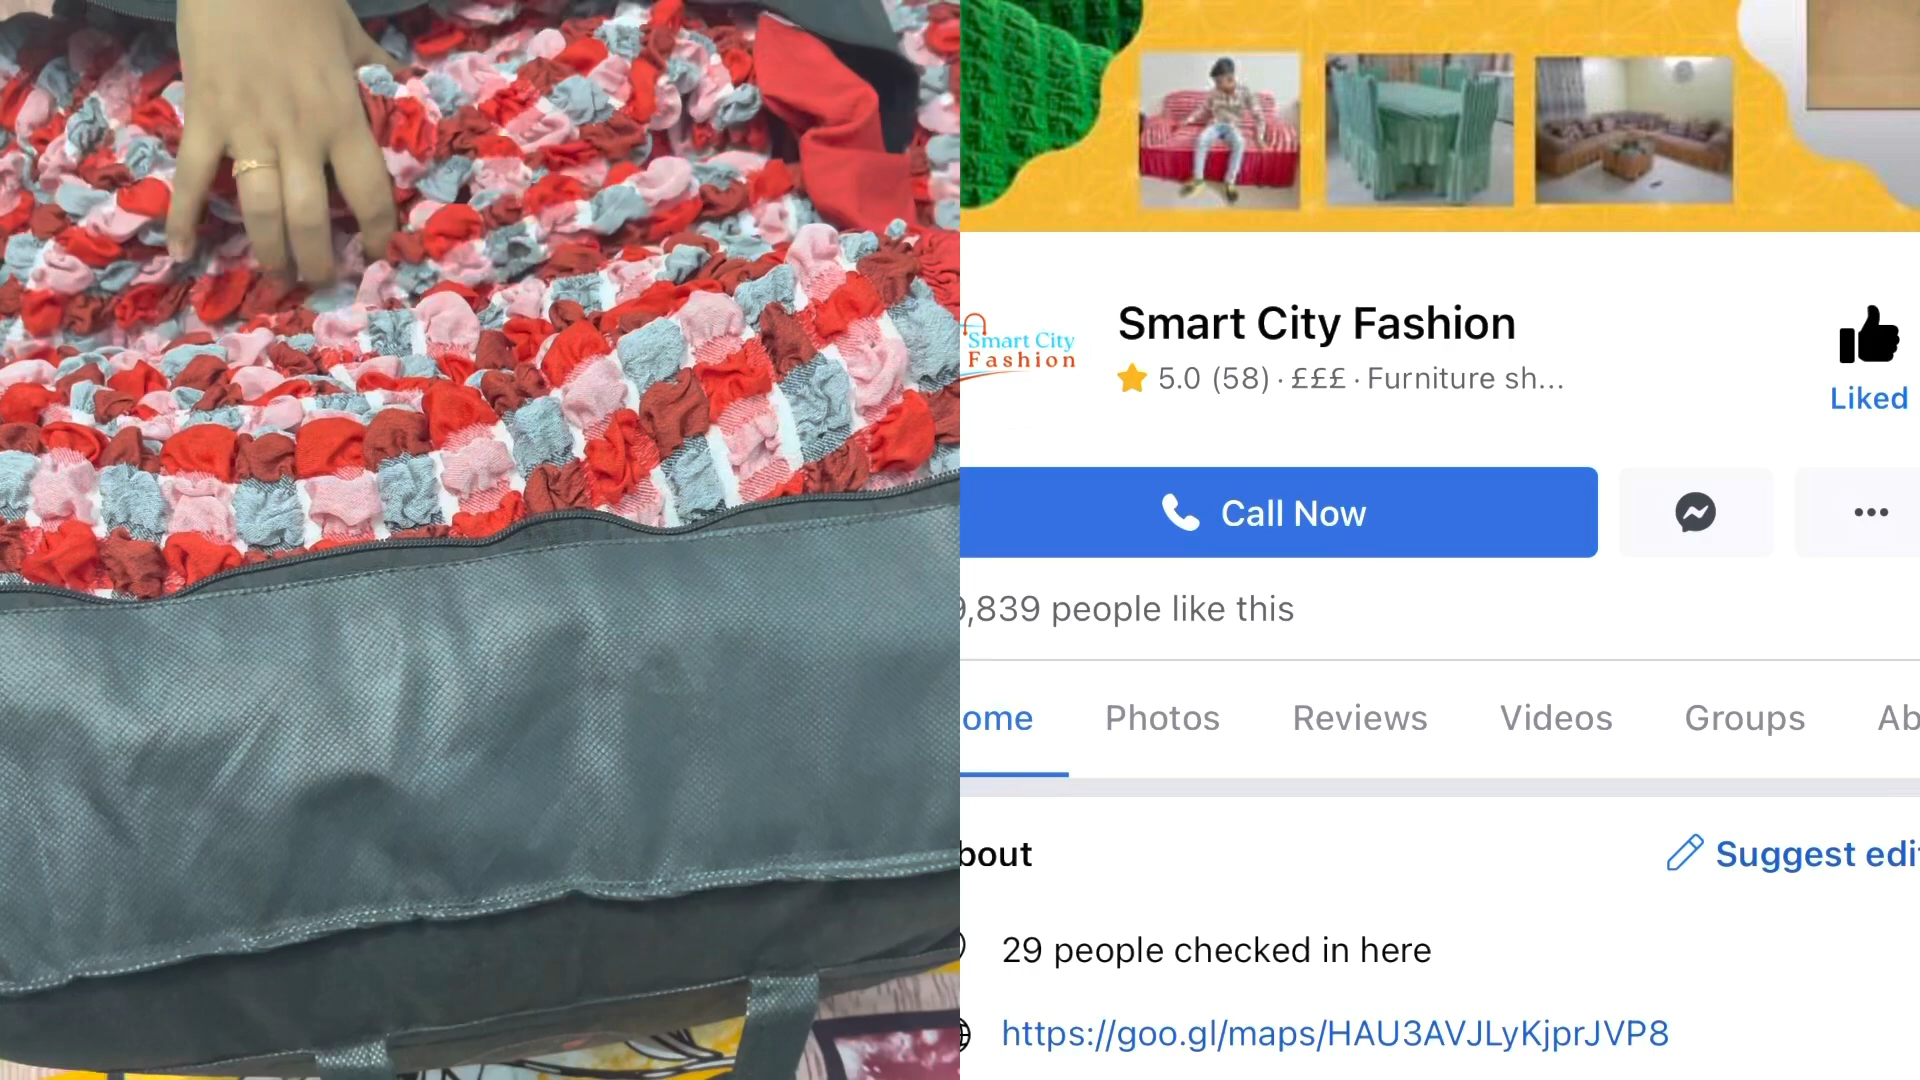 Smart City Fashion
Smart City
Fashion
5.0 (58) · £££ · Furniture sh...
Liked
Call Now
9,839 people like this
ome
Photos
Reviews
Videos
Groups
Ab
bout
Suggest edi
29 people checked in here
https://goo.gl/maps/HAU3AVJLyKjprJVP8